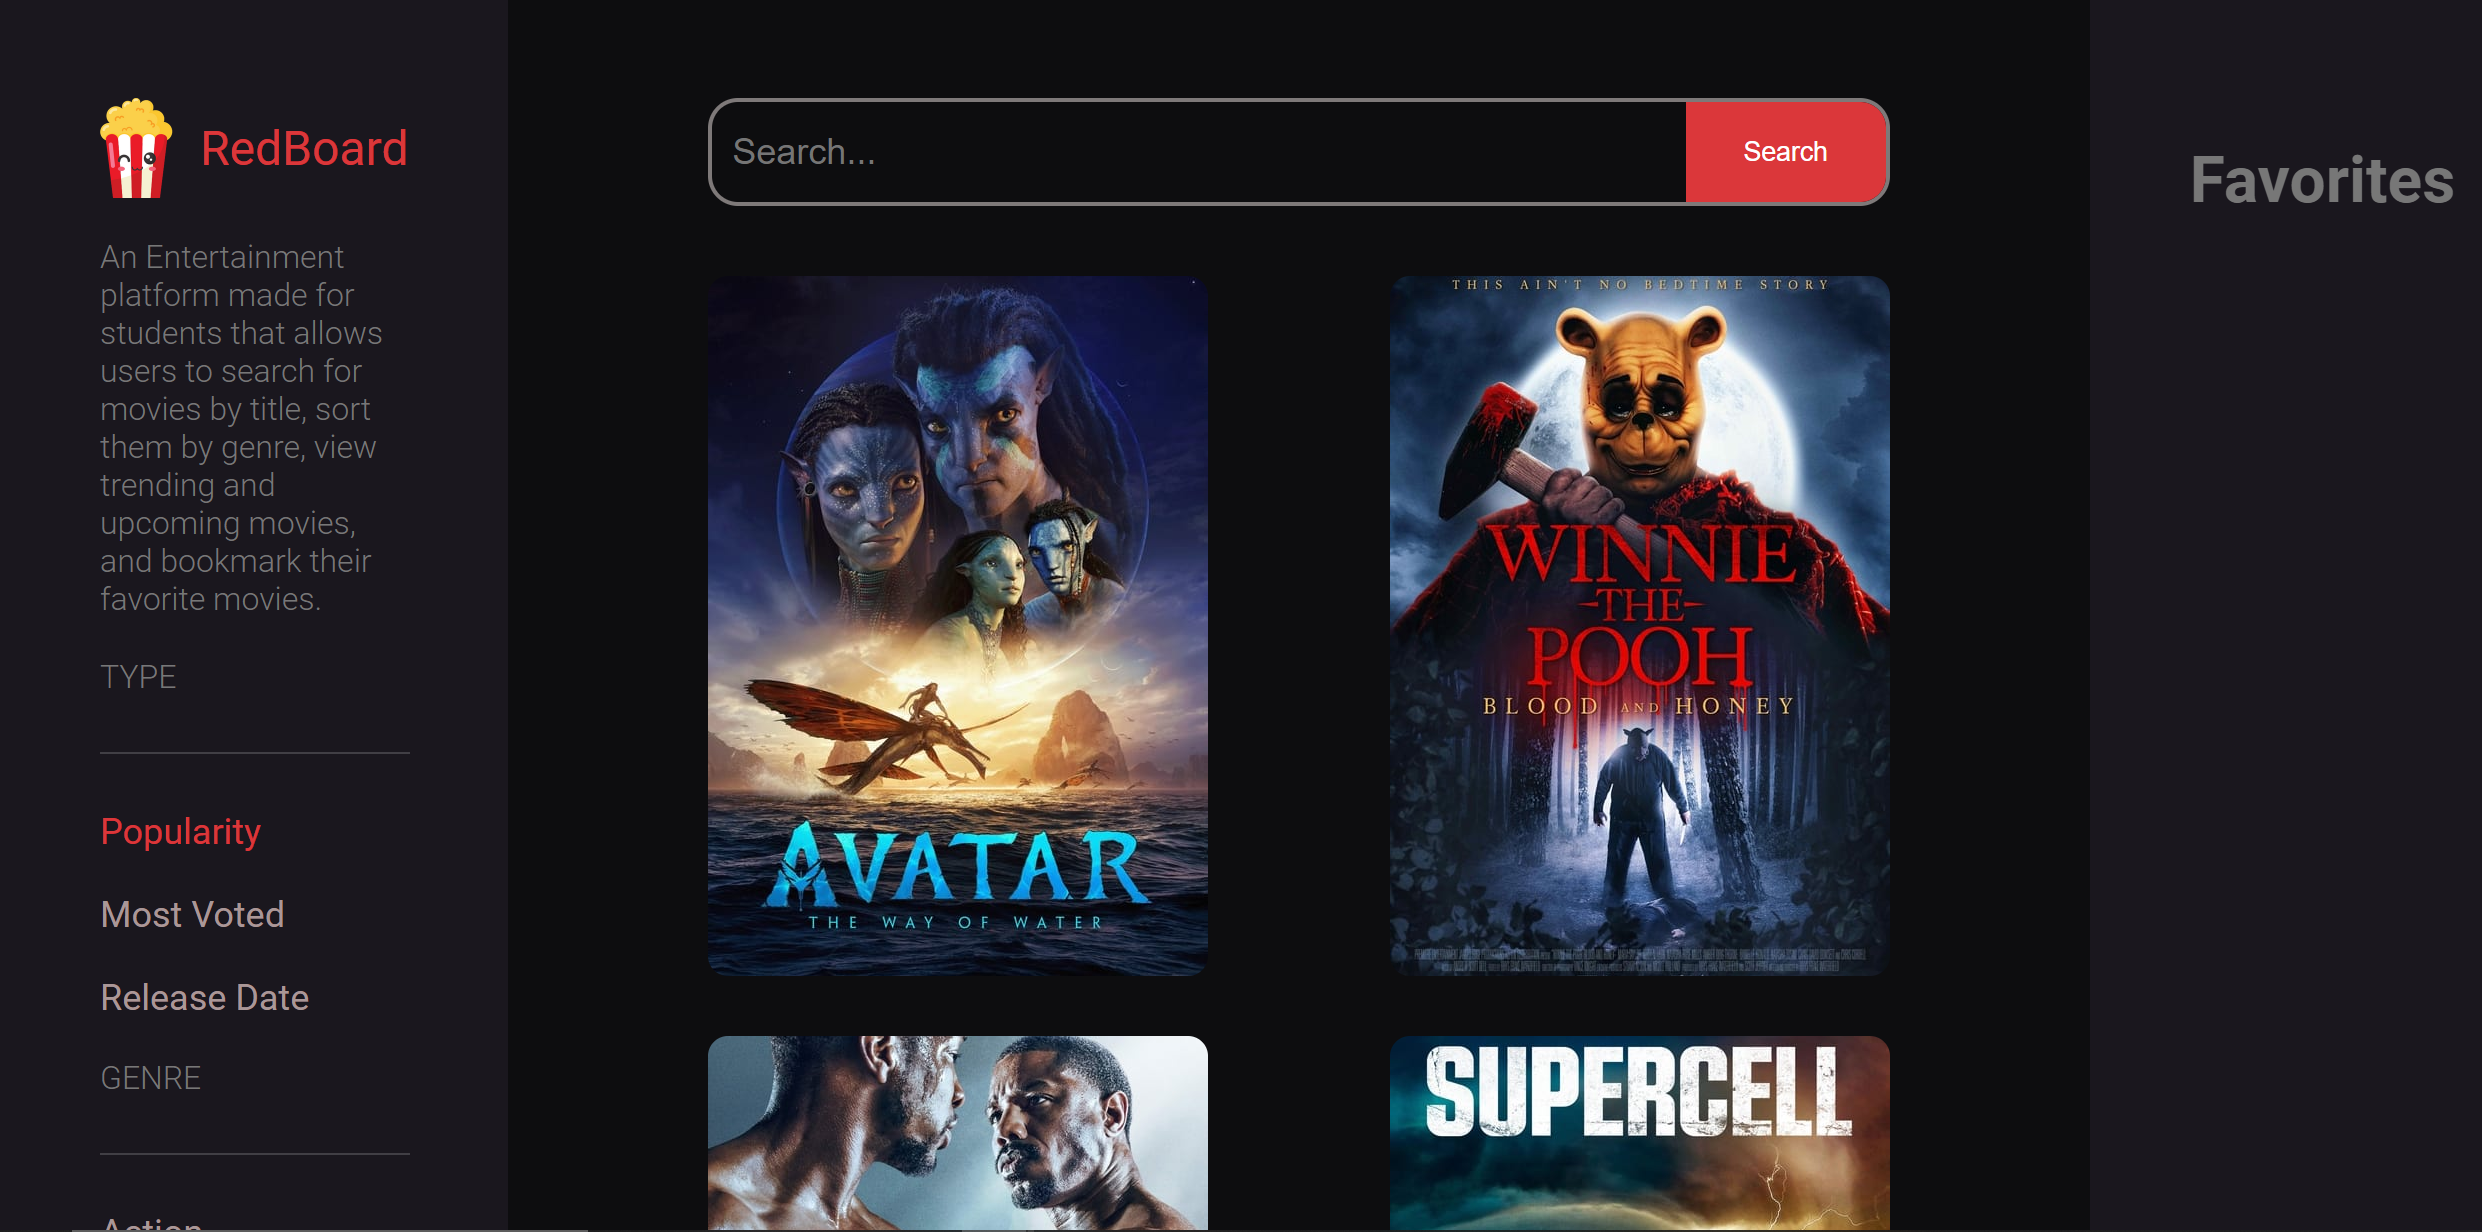 RedBoard
An Entertainment
platform made for
students that allows
users to search for
movies by title, sort
them by genre, view
trending and
upcoming movies,
and bookmark their
favorite movies.
TYPE
Popularity
Most Voted
Release Date
GENRE
Action
Search...
Search
AVATAR
THE WAY OF WATER
THIS AIN'T NO BEDTIME STORY
WINNIE
-THE-
POOH
BLOOD AND HONEY
SUPERCELL
Favorites